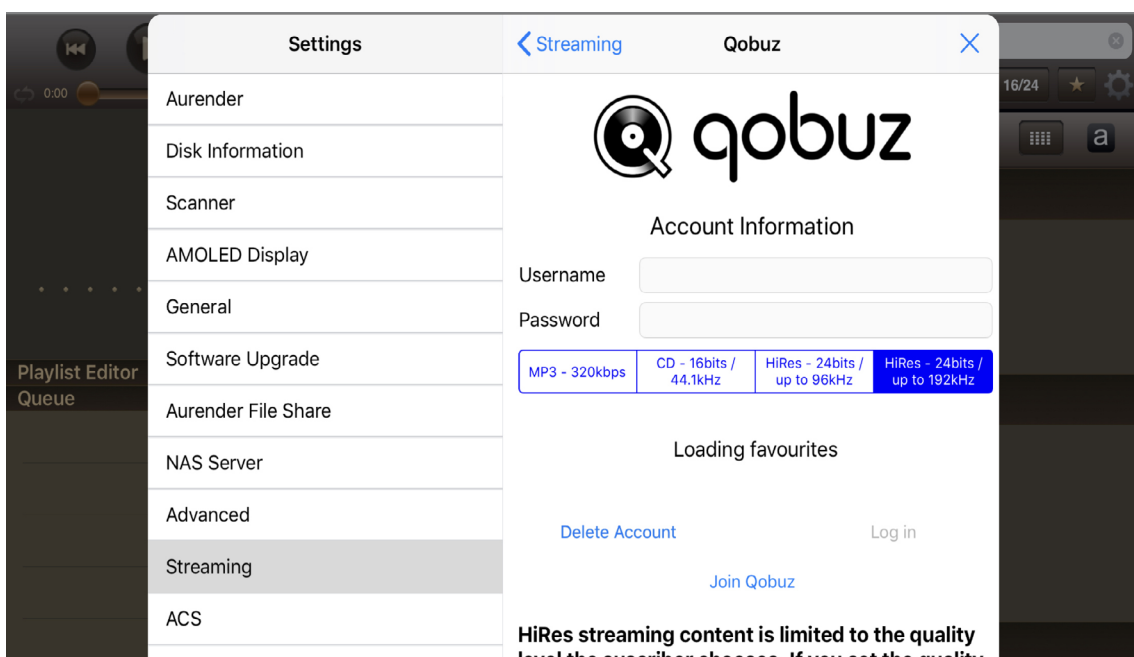 Settings
Streaming
Qobuz
0:00
16/24
a
Aurender
Disk Information
Scanner
AMOLED Display
General
Software Upgrade
Aurender File Share
NAS Server
Advanced
Streaming
ACS
Playlist Editor
Queue
qobuz
Account Information
Username
Password
MP3 - 320kbps
CD - 16bits /
44.1kHz
HiRes - 24bits /
up to 96kHz
HiRes - 24bits /
up to 192kHz
Loading favourites
Delete Account
Log in
Join Qobuz
HiRes streaming content is limited to the quality